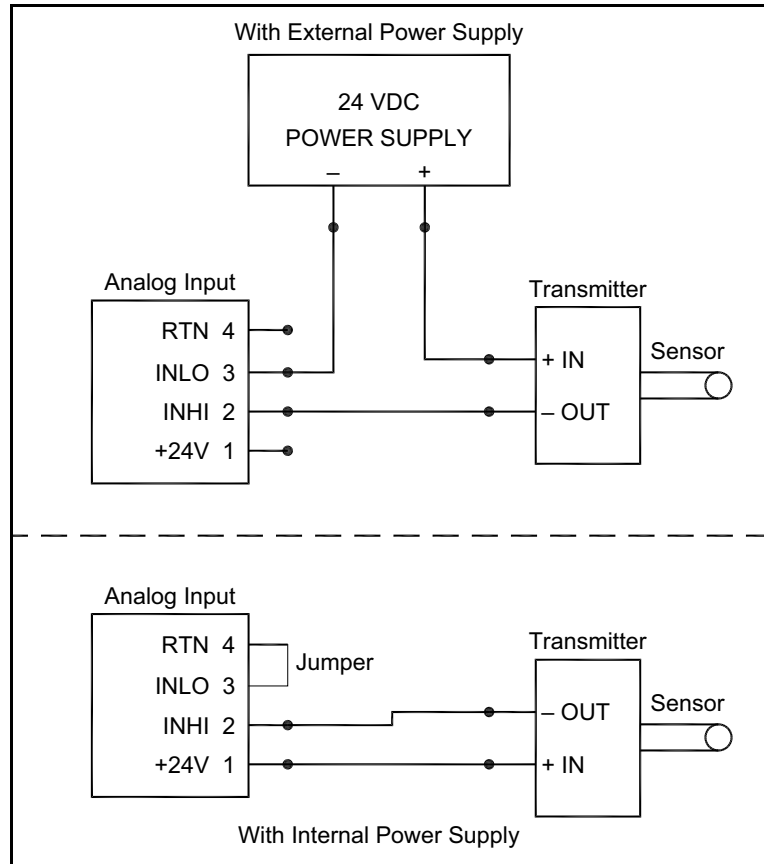 With External Power Supply
24 VDC
POWER SUPPLY
– +
Analog Input
RTN 4
INLO 3
INHI 2
+24V 1
Transmitter
+ IN
– OUT
Sensor
Analog Input
RTN 4
INLO 3
INHI 2
+24V 1
Jumper
Transmitter
– OUT
+ IN
Sensor
With Internal Power Supply